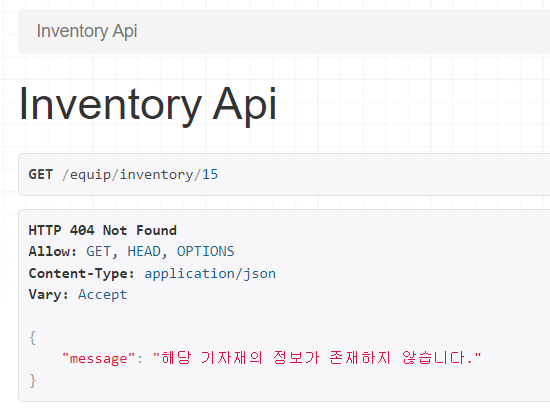 Inventory Api
Inventory Api
GET /equip/inventory/15
HTTP 404 Not Found
Allow: GET, HEAD, OPTIONS
Content-Type: application/json
Vary: Accept
{
"message": "해당 기자재의 정보가 존재하지 않습니다."
}